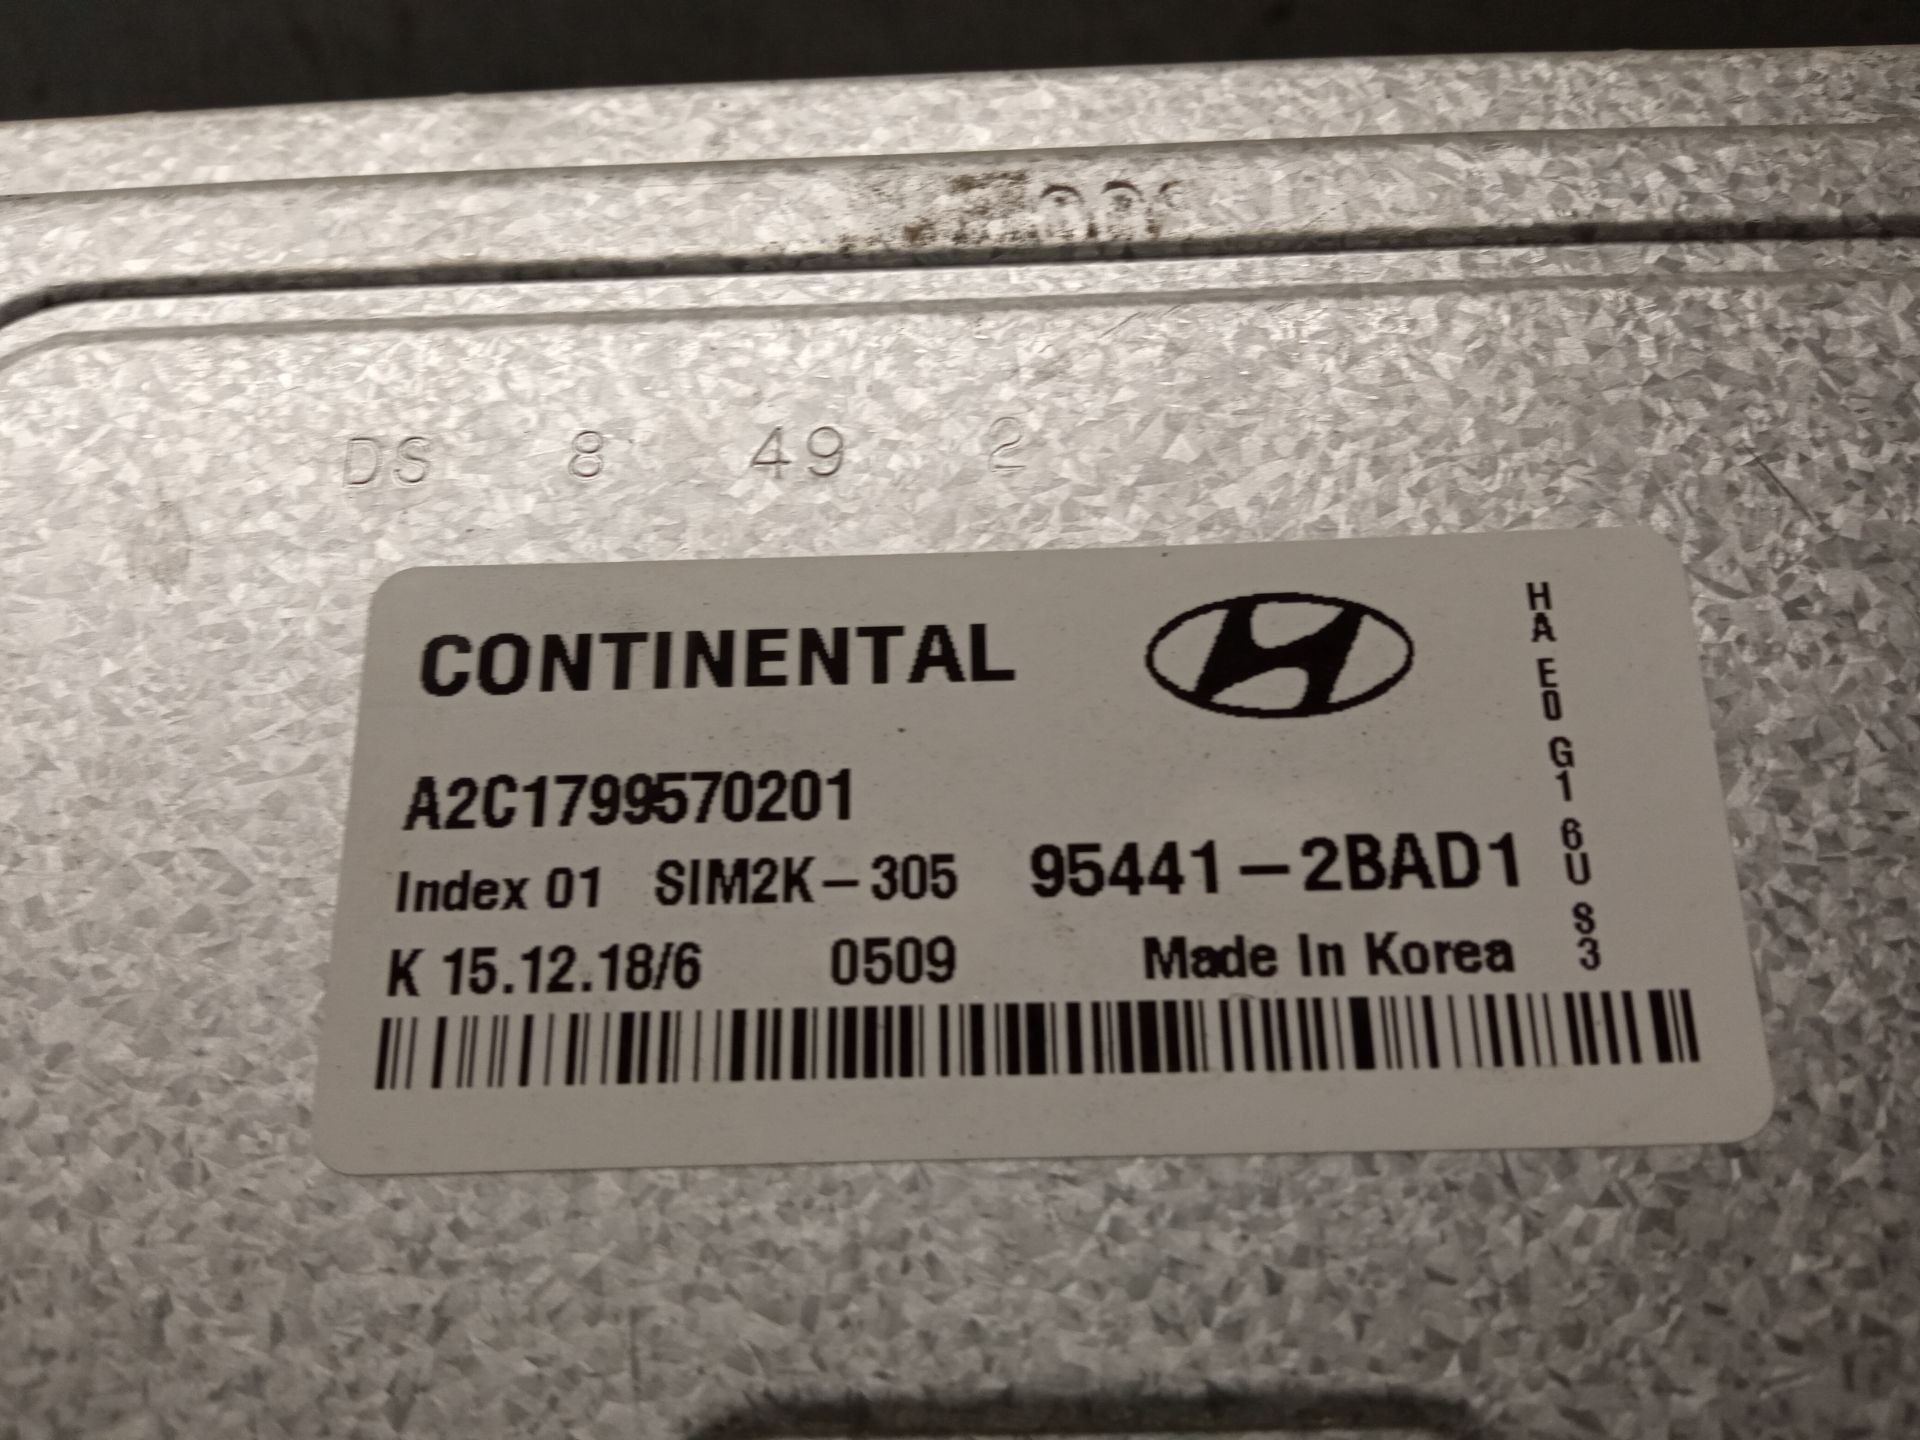 DS 8 49 2
CONTINENTAL
A2C1799570201
Index 01 SIM2K-305 95441-2BAD1
K 15.12.18/6 0509 Made In Korea
HA E0 G1 6U S3